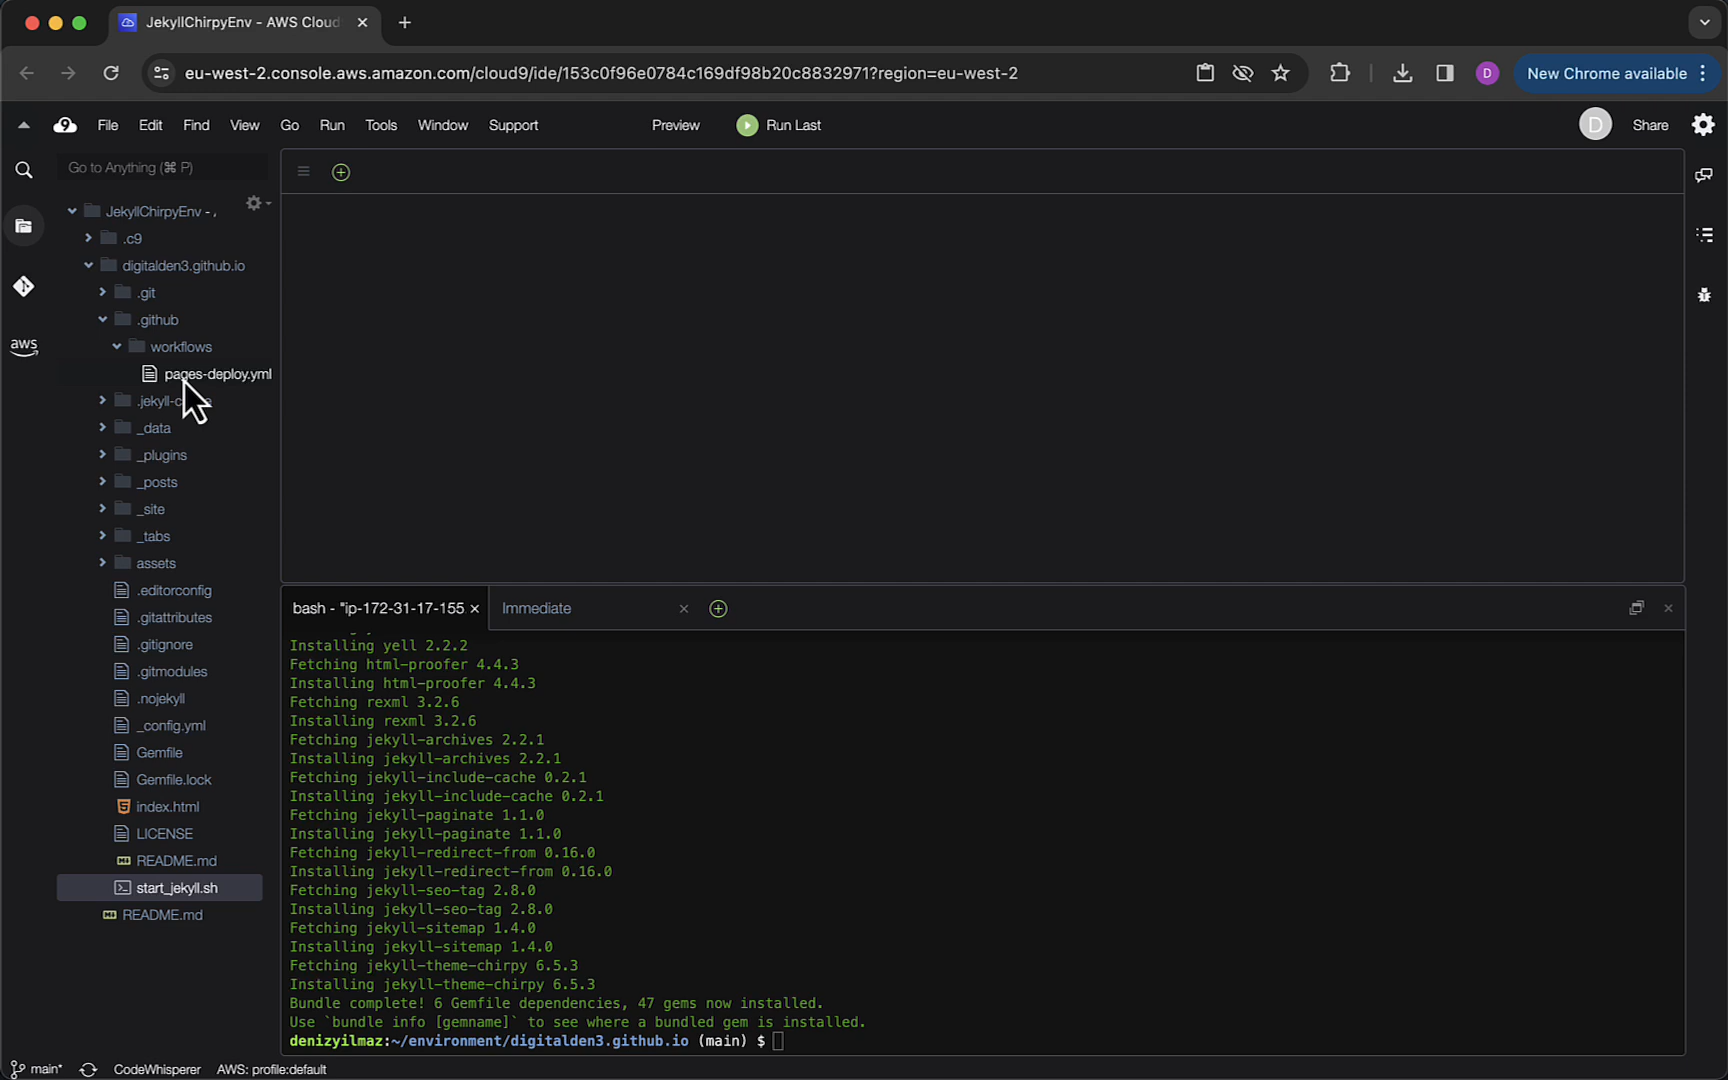 JekyllChirpyEnv - AWS Cloud
eu-west-2.console.aws.amazon.com/cloud9/ide/153c0f96e0784c169df98b20c8832971?region=eu-west-2
D
New Chrome available
9
File Edit Find View Go Run Tools Window Support
Preview
Run Last
D
Share
Go to Anything (⌘ P)
JekyllChirpyEnv -
.c9
digitalden3.github.io
.git
.github
workflows
pages-deploy.yml
.jekyll-c
_data
_plugins
_posts
_site
_tabs
assets
.editorconfig
.gitattributes
.gitignore
.gitmodules
.nojekyll
_config.yml
Gemfile
Gemfile.lock
index.html
LICENSE
README.md
start_jekyll.sh
README.md
aws
bash - "ip-172-31-17-155
Immediate
Installing yell 2.2.2
Fetching html-proofer 4.4.3
Installing html-proofer 4.4.3
Fetching rexml 3.2.6
Installing rexml 3.2.6
Fetching jekyll-archives 2.2.1
Installing jekyll-archives 2.2.1
Fetching jekyll-include-cache 0.2.1
Installing jekyll-include-cache 0.2.1
Fetching jekyll-paginate 1.1.0
Installing jekyll-paginate 1.1.0
Fetching jekyll-redirect-from 0.16.0
Installing jekyll-redirect-from 0.16.0
Fetching jekyll-seo-tag 2.8.0
Installing jekyll-seo-tag 2.8.0
Fetching jekyll-sitemap 1.4.0
Installing jekyll-sitemap 1.4.0
Fetching jekyll-theme-chirpy 6.5.3
Installing jekyll-theme-chirpy 6.5.3
Bundle complete! 6 Gemfile dependencies, 47 gems now installed.
Use `bundle info [gemname]` to see where a bundled gem is installed.
denizyilmaz:~/environment/digitalden3.github.io (main) $
main* CodeWhisperer AWS: profile:default